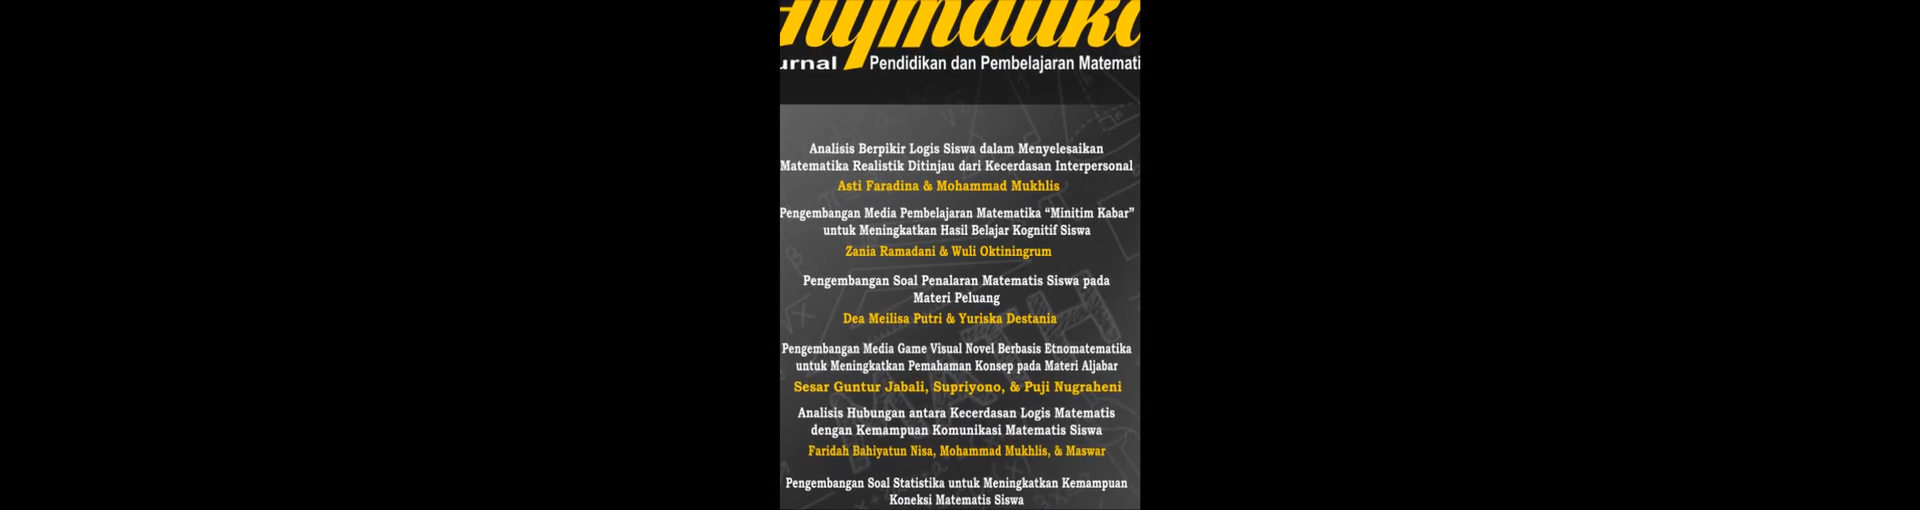 Pendidikan dan Pembelajaran
Analisis Berpikir Logis Siswa dalam Menyelesaikan
Matematika Realistik Ditinjau dari Kecerdasan Interpersonal
Asti Faradina & Mohammad Mukhlis
Pengembangan Media Pembelajaran Matematika “Minitim Kabar”
untuk Meningkatkan Hasil Belajar Kognitif Siswa
Zania Ramadani & Wuli Oktiningrum
Pengembangan Soal Penalaran Matematis Siswa pada
Materi Peluang
Dea Meilisa Putri & Yuriska Destania
Pengembangan Media Game Visual Novel Berbasis Etnomatematika
untuk Meningkatkan Pemahaman Konsep pada Materi Aljabar
Sesar Guntur Jabali, Supriyono, & Puji Nugraheni
Analisis Hubungan antara Kecerdasan Logis Matematis
dengan Kemampuan Komunikasi Matematis Siswa
Faridah Bahiyatun Nisa, Mohammad Mukhlis, & Maswar
Pengembangan Soal Statistika untuk Meningkatkan Kemampuan
Koneksi Matematis Siswa